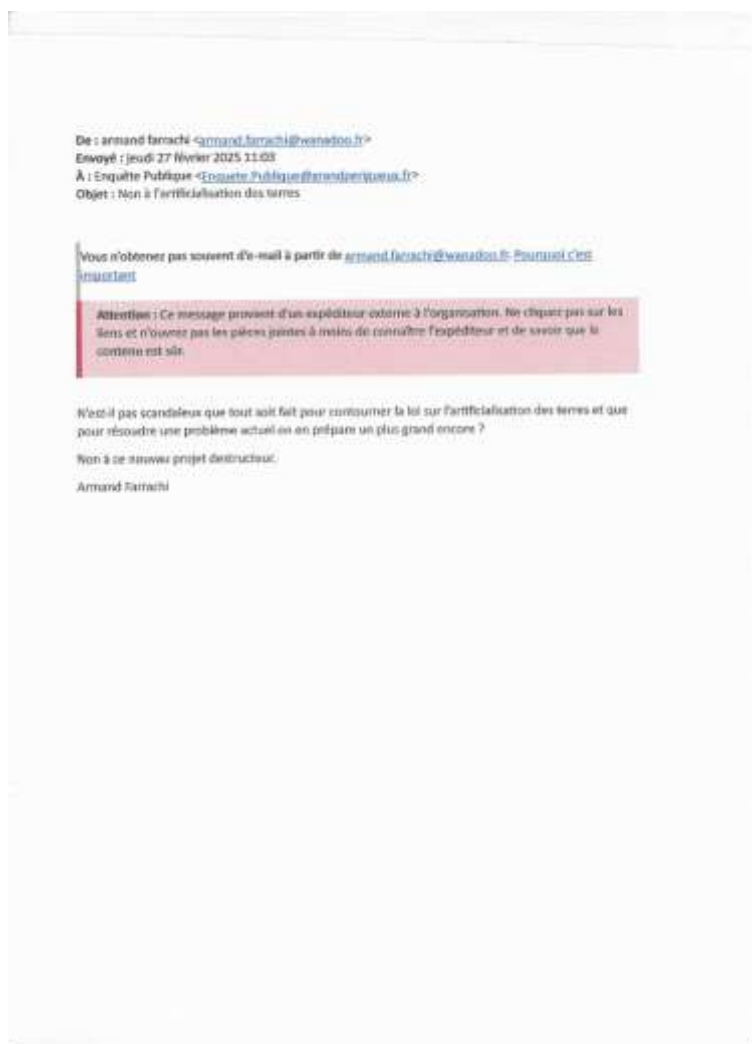 De : armand farrachi <armand.farrachi@wanadoo.fr>
Envoyé : jeudi 27 février 2025 11:03
À : Enquête Publique <Enquete.Publique@grandperigueux.fr>
Objet : Non à l'artificialisation des terres
Vous n'obtenez pas souvent d'e-mail à partir de armand.farrachi@wanadoo.fr. Pourquoi c'est
important
Attention : Ce message provient d'un expéditeur externe à l'organisation. Ne cliquez pas sur les
liens et n'ouvrez pas les pièces jointes à moins de connaître l'expéditeur et de savoir que le
contenu est sûr.
N'est-il pas scandaleux que tout soit fait pour contourner la loi sur l'artificialisation des terres et que
pour résoudre une problème actuel on en prépare un plus grand encore ?
Non à ce nouveau projet destructeur.
Armand Farrachi